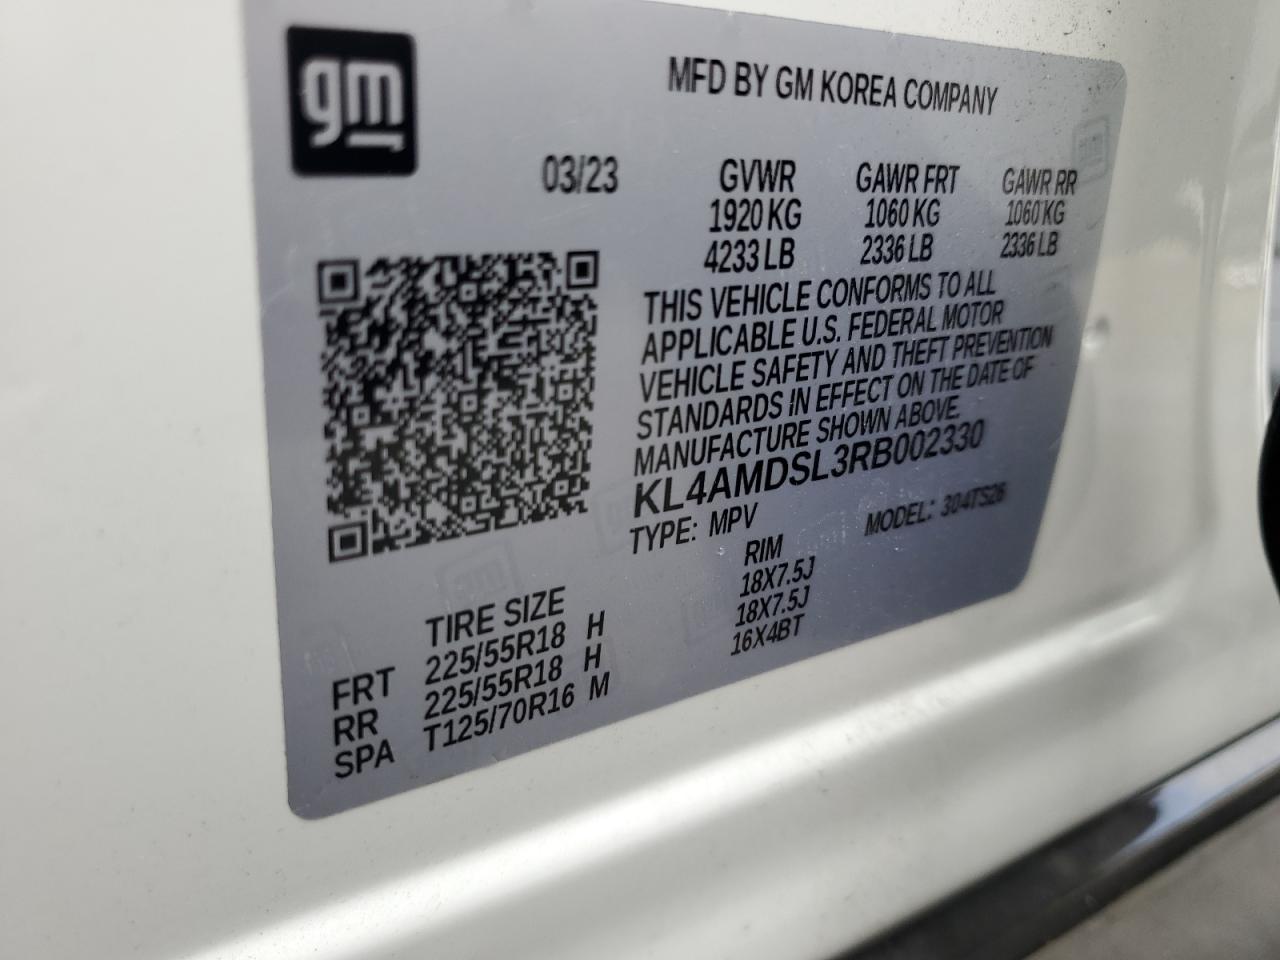 gm
MFD BY GM KOREA COMPANY
03/23 GVWR GAWR FRT GAWR RR
1920 KG 1060 KG 1060 KG
4233 LB 2336 LB 2336 LB
THIS VEHICLE CONFORMS TO ALL
APPLICABLE U.S. FEDERAL MOTOR
VEHICLE SAFETY AND THEFT PREVENTION
STANDARDS IN EFFECT ON THE DATE OF
MANUFACTURE SHOWN ABOVE.
KL4AMDSL3RB002330
TYPE: MPV MODEL: 304TS26
TIRE SIZE RIM
FRT 225/55R18 H 18X7.5J
RR 225/55R18 H 18X7.5J
SPA T125/70R16 M 16X4BT